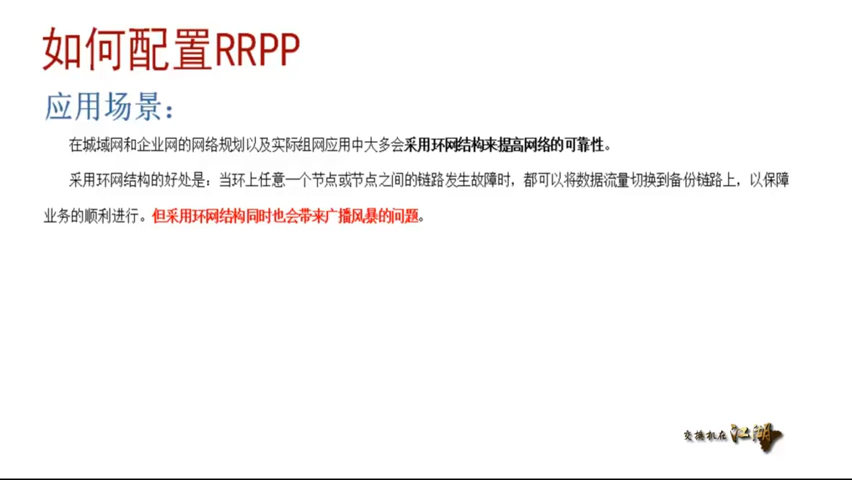 如何配置RRPP
应用场景：
在城域网和企业网的网络规划以及实际组网应用中大多会采用环网结构来提高网络的可靠性。
采用环网结构的好处是：当环上任意一个节点或节点之间的链路发生故障时，都可以将数据流量切换到备份链路上，以保障
业务的顺利进行。但采用环网结构同时也会带来广播风暴的问题。
交换机在江湖